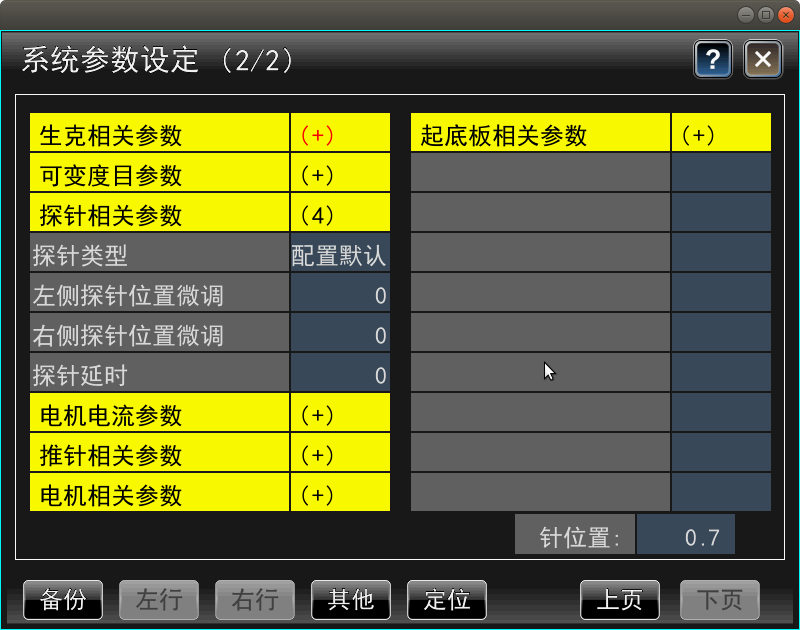 系统参数设定 (2/2)
?
生克相关参数 (+)
可变度目参数 (+)
探针相关参数 (4)
探针类型 配置默认
左侧探针位置微调 0
右侧探针位置微调 0
探针延时 0
电机电流参数 (+)
推针相关参数 (+)
电机相关参数 (+)
起底板相关参数 (+)
针位置: 0.7
备份 左行 右行 其他 定位 上页 下页